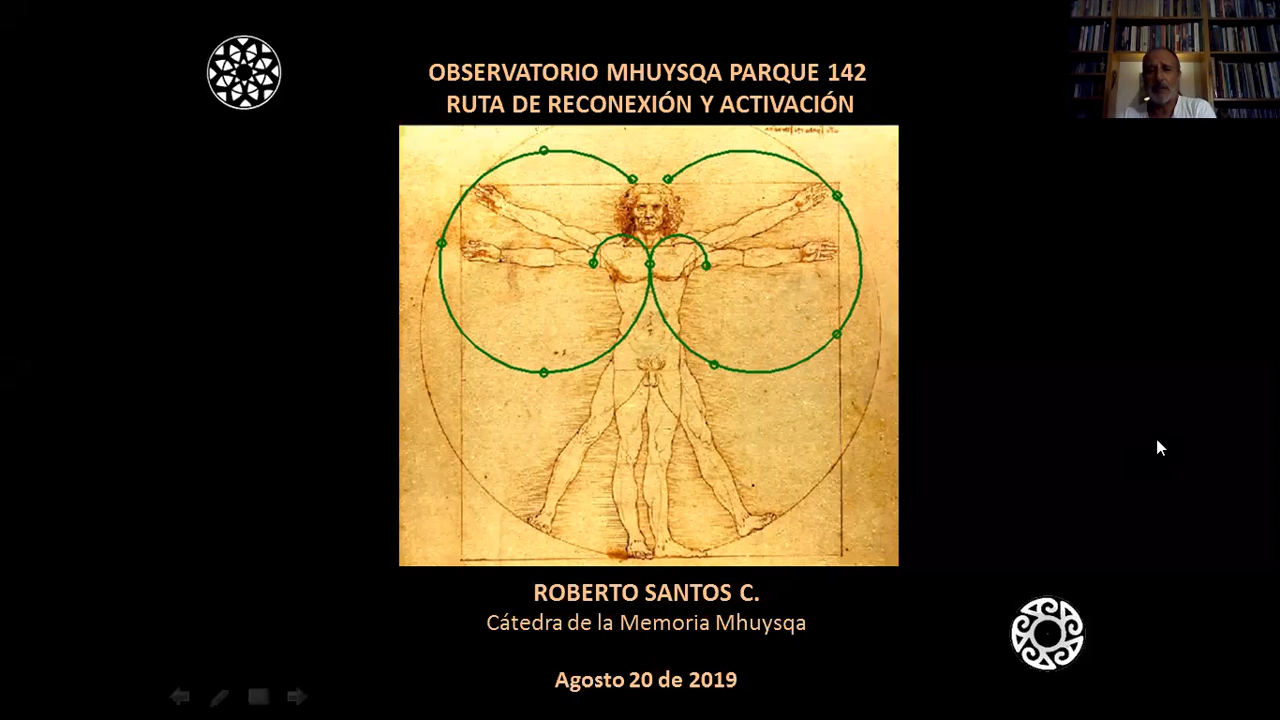 OBSERVATORIO MHUYSQA PARQUE 142
RUTA DE RECONEXIÓN Y ACTIVACIÓN
ROBERTO SANTOS C.
Cátedra de la Memoria Mhuysqa
Agosto 20 de 2019